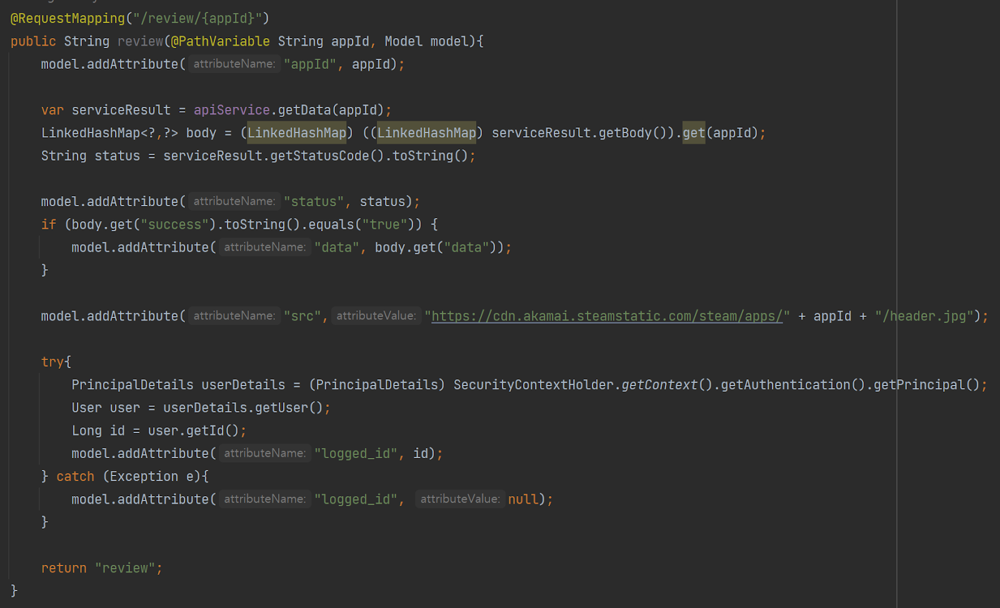 @RequestMapping("/review/{appId}")
public String review(@PathVariable String appId, Model model){
model.addAttribute( attributeName: "appId", appId);
var serviceResult = apiService.getData(appId);
LinkedHashMap<?,?> body = (LinkedHashMap) ((LinkedHashMap) serviceResult.getBody()).get(appId);
String status = serviceResult.getStatusCode().toString();
model.addAttribute( attributeName: "status", status);
if (body.get("success").toString().equals("true")) {
model.addAttribute( attributeName: "data", body.get("data"));
}
model.addAttribute( attributeName: "src", attributeValue: "https://cdn.akamai.steamstatic.com/steam/apps/" + appId + "/header.jpg");
try{
PrincipalDetails userDetails = (PrincipalDetails) SecurityContextHolder.getContext().getAuthentication().getPrincipal();
User user = userDetails.getUser();
Long id = user.getId();
model.addAttribute( attributeName: "logged_id", id);
} catch (Exception e){
model.addAttribute( attributeName: "logged_id", attributeValue: null);
}
return "review";
}